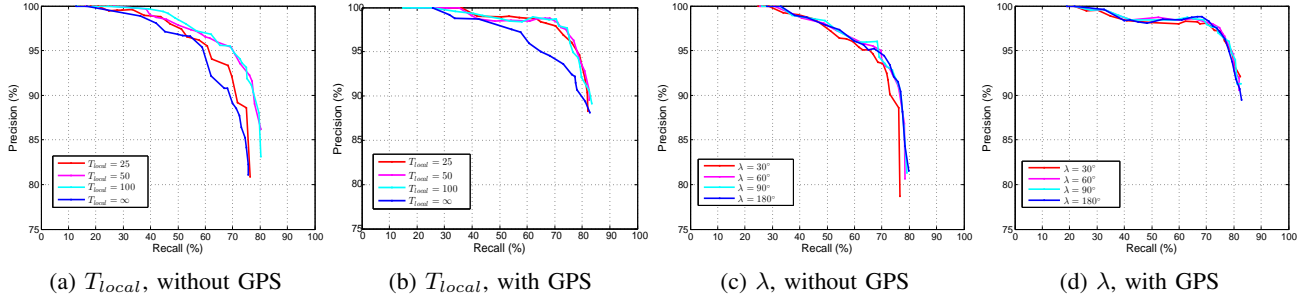 100
95
90
85
80
75
Precision (%)
0 10 20 30 40 50 60 70 80 90 100
Recall (%)
T_local = 25
T_local = 50
T_local = 100
T_local = ∞
(a) T_local, without GPS
100
95
90
85
80
75
Precision (%)
0 10 20 30 40 50 60 70 80 90 100
Recall (%)
T_local = 25
T_local = 50
T_local = 100
T_local = ∞
(b) T_local, with GPS
100
95
90
85
80
75
Precision (%)
0 10 20 30 40 50 60 70 80 90 100
Recall (%)
λ = 30°
λ = 60°
λ = 90°
λ = 180°
(c) λ, without GPS
100
95
90
85
80
75
Precision (%)
0 10 20 30 40 50 60 70 80 90 100
Recall (%)
λ = 30°
λ = 60°
λ = 90°
λ = 180°
(d) λ, with GPS